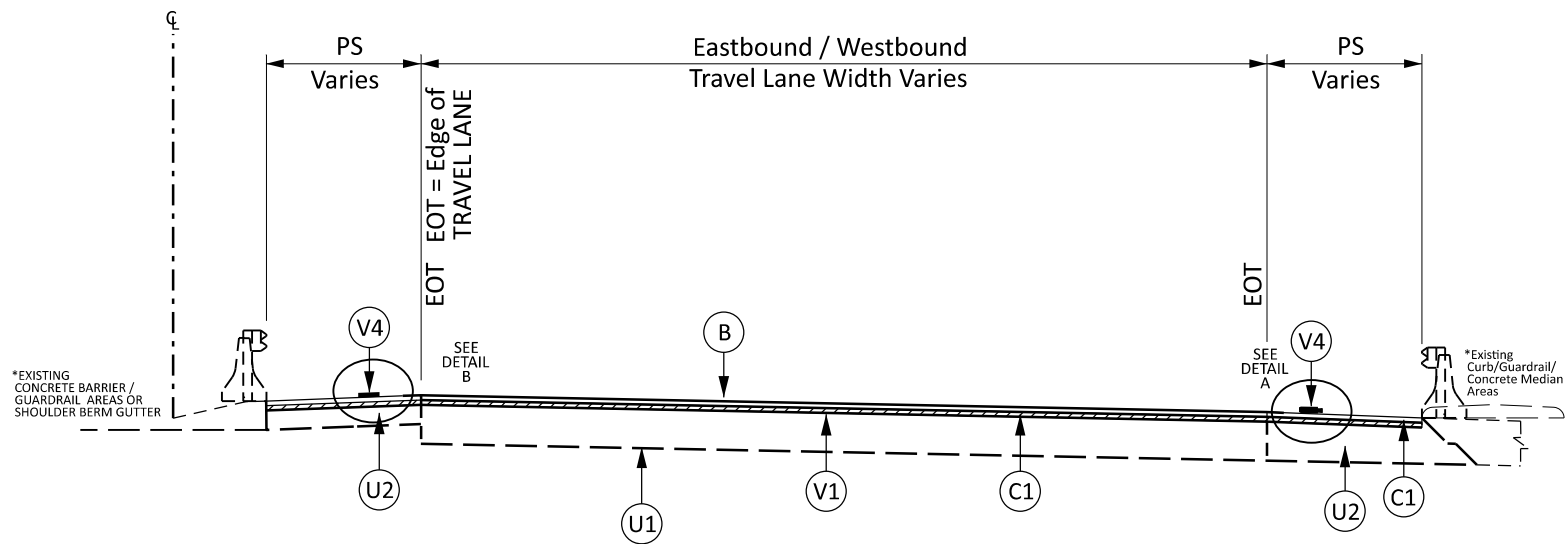 ℄
PS
Varies
Eastbound / Westbound
Travel Lane Width Varies
PS
Varies
EOT = Edge of
TRAVEL LANE
EOT
EOT
V4
B
V4
SEE
DETAIL
B
SEE
DETAIL
A
*EXISTING
CONCRETE BARRIER /
GUARDRAIL AREAS OR
SHOULDER BERM GUTTER
*Existing
Curb/Guardrail/
Concrete Median
Areas
U2
U1
V1
C1
U2
C1